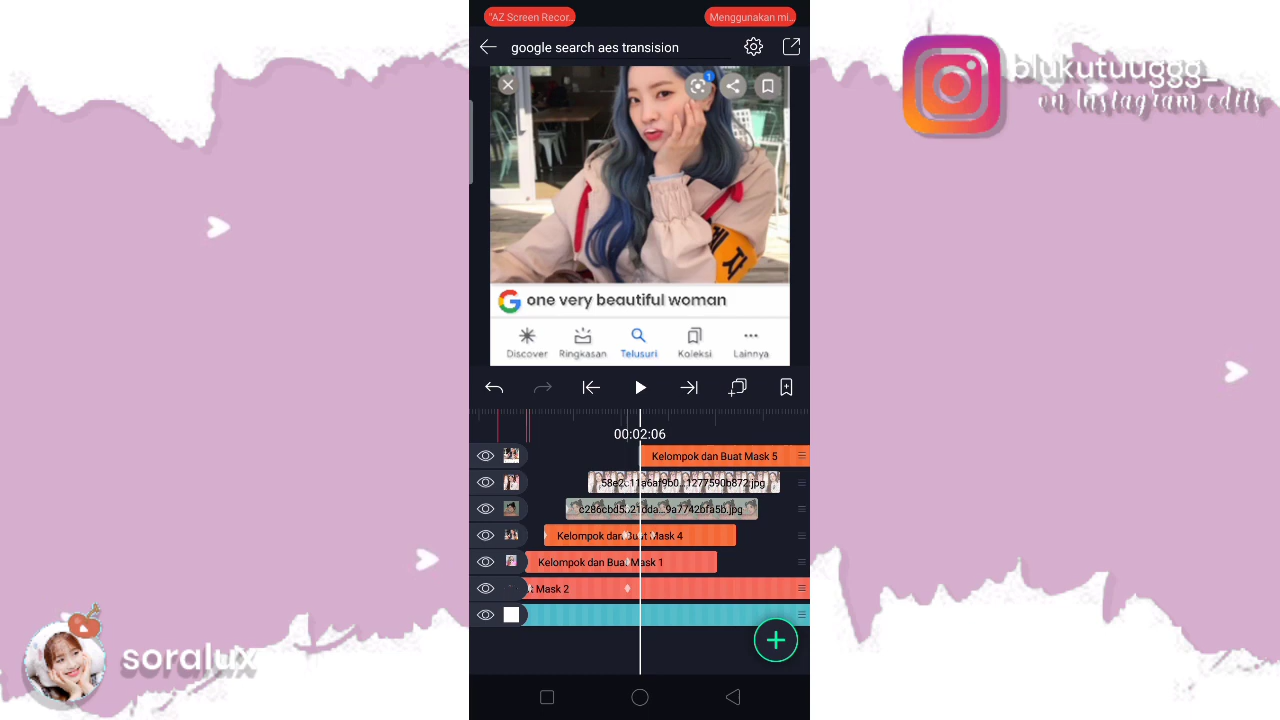 "AZ Screen Recor...
Menggunakan mi...
google search aes transision
1
G one very beautiful woman
Discover
Ringkasan
Telusuri
Koleksi
Lainnya
00:02:06
Kelompok dan Buat Mask 5
Kelompok dan Buat Mask 4
Kelompok dan Buat Mask 1
Mask 2
blukutuuggg_
on Instagram edits
soralux